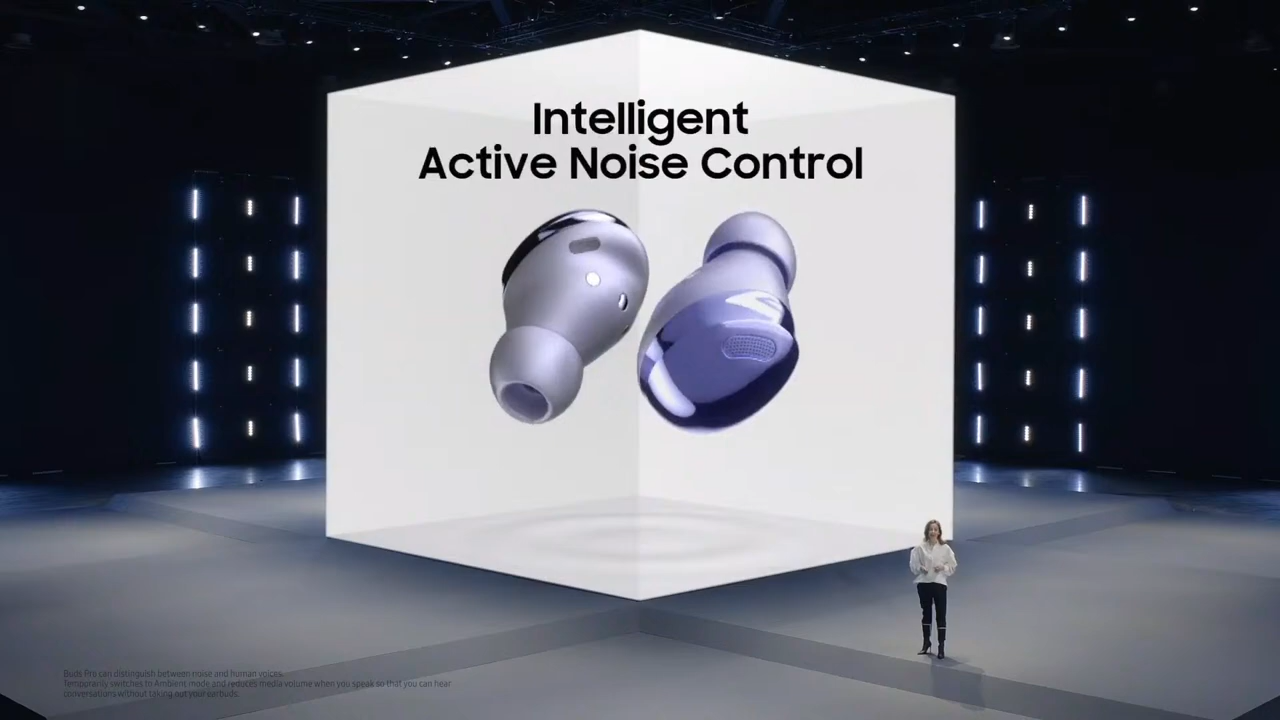 Intelligent
Active Noise Control
Buds Pro can distinguish between noise and human voices.
Temporarily switches to Ambient mode and reduces media volume when you speak so that you can hear
conversations without taking out your earbuds.